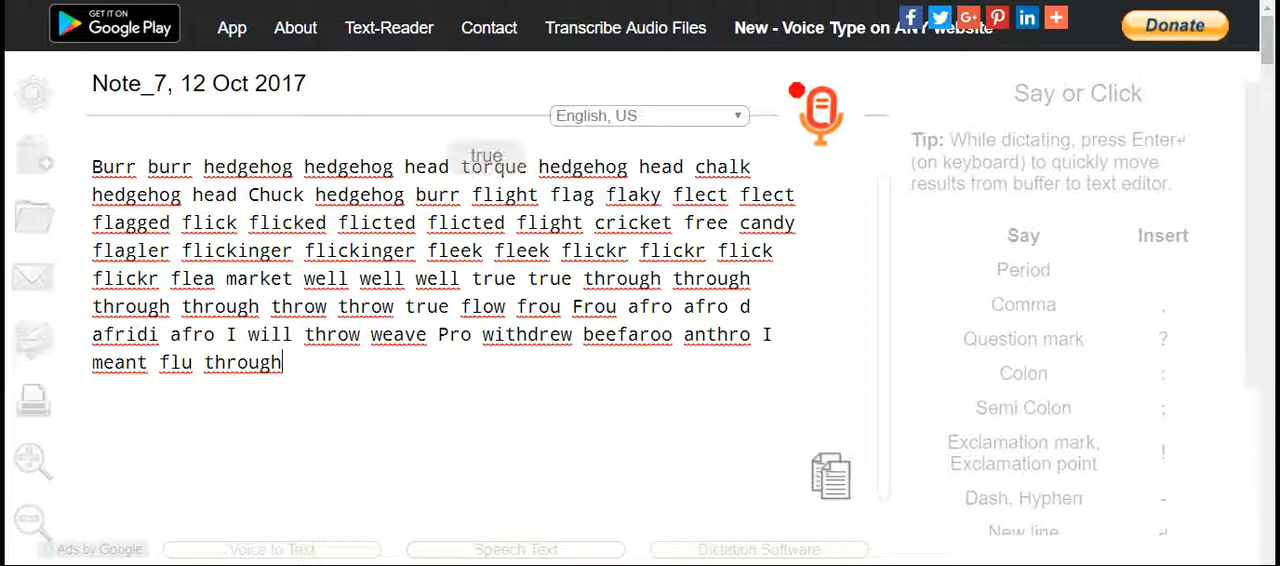 GET IT ON
Google Play
App
About
Text-Reader
Contact
Transcribe Audio Files
New - Voice Type on ANY website
Donate
Note_7, 12 Oct 2017
English, US
Say or Click
Tip: While dictating, press Enter↵
(on keyboard) to quickly move
results from buffer to text editor.
true
Burr burr hedgehog hedgehog head torque hedgehog head chalk
hedgehog head Chuck hedgehog burr flight flag flaky flect flect
flagged flick flicked flicted flicted flight cricket free candy
flagler flickinger flickinger fleek fleek flickr flickr flick
flickr flea market well well well true true through through
through through throw throw true flow frou Frou afro afro d
afridi afro I will throw weave Pro withdrew beefaroo anthro I
meant flu through
Say Insert
Period .
Comma ,
Question mark ?
Colon :
Semi Colon ;
Exclamation mark,
Exclamation point !
Dash, Hyphen -
New line ↵
Ads by Google
Voice to Text
Speech Text
Dictation Software